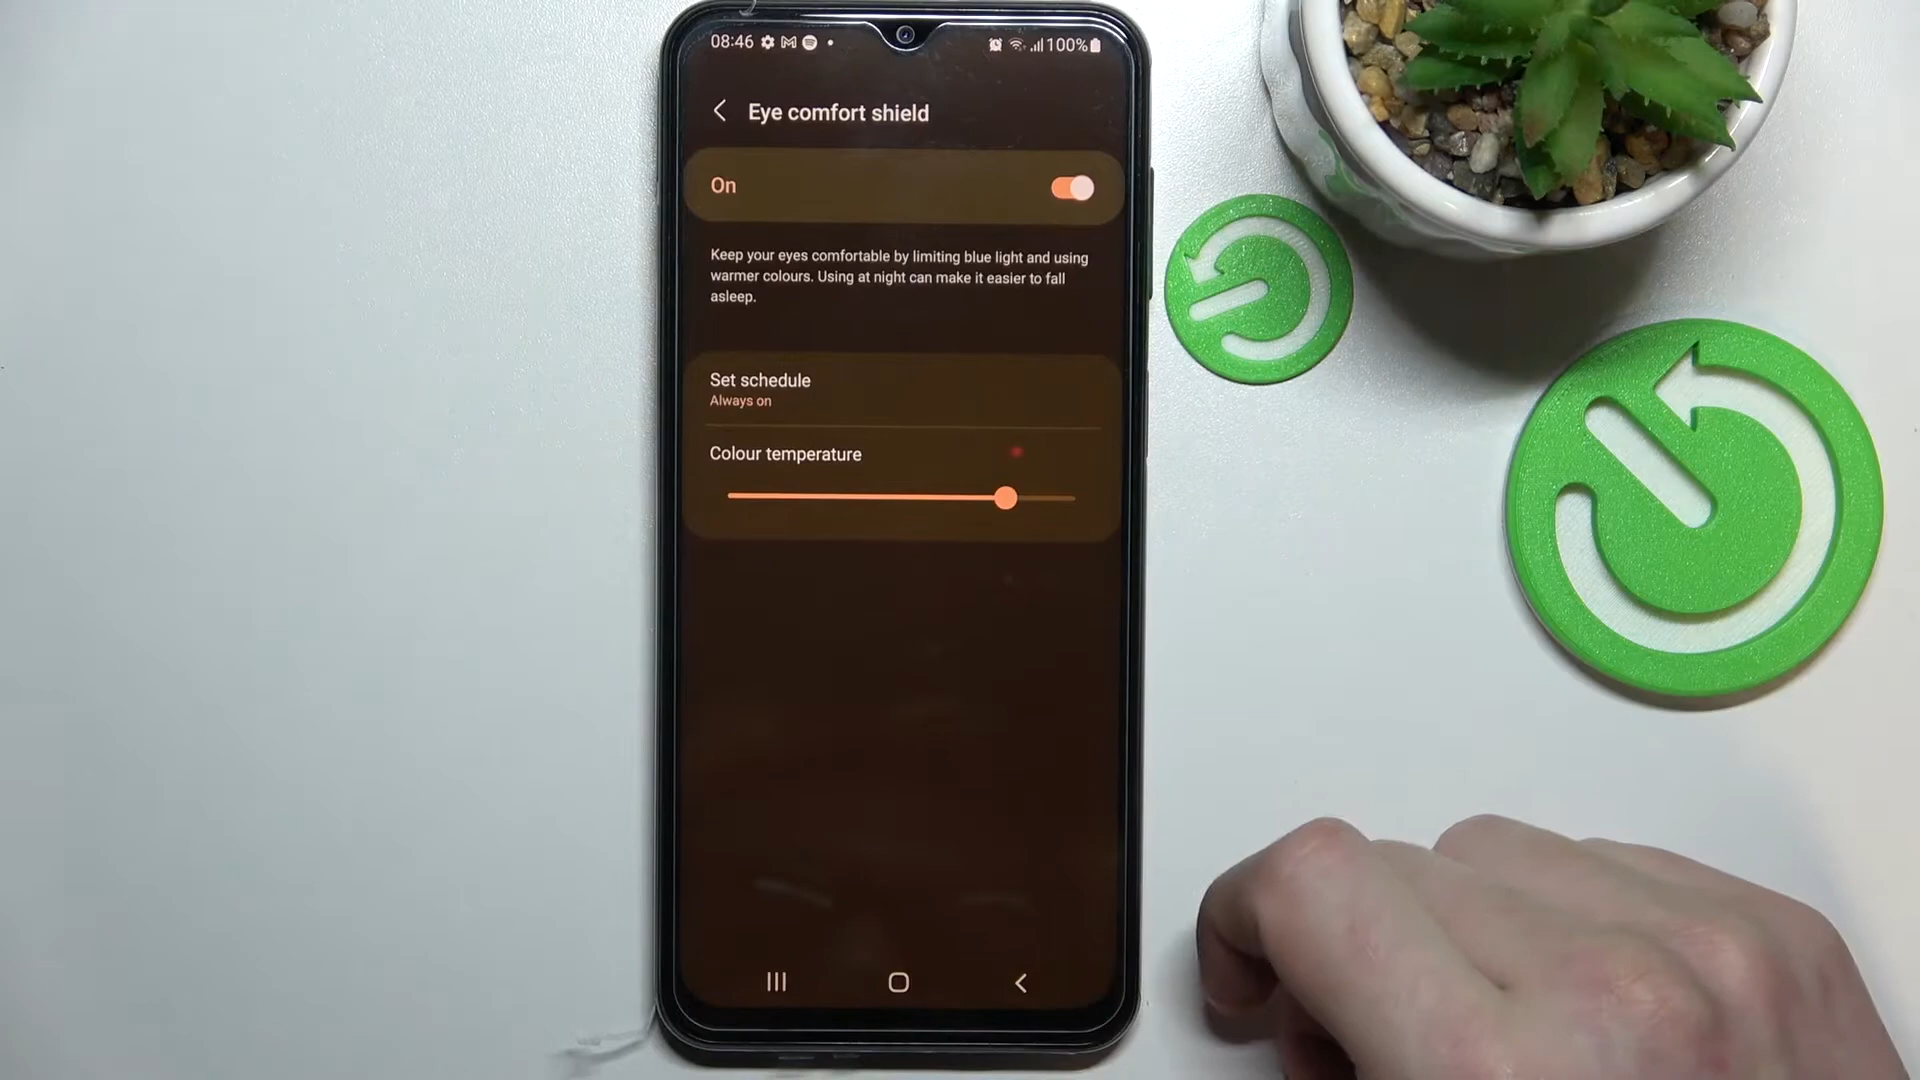 08:46 100%
Eye comfort shield
On
Keep your eyes comfortable by limiting blue light and using
warmer colours. Using at night can make it easier to fall
asleep.
Set schedule
Always on
Colour temperature